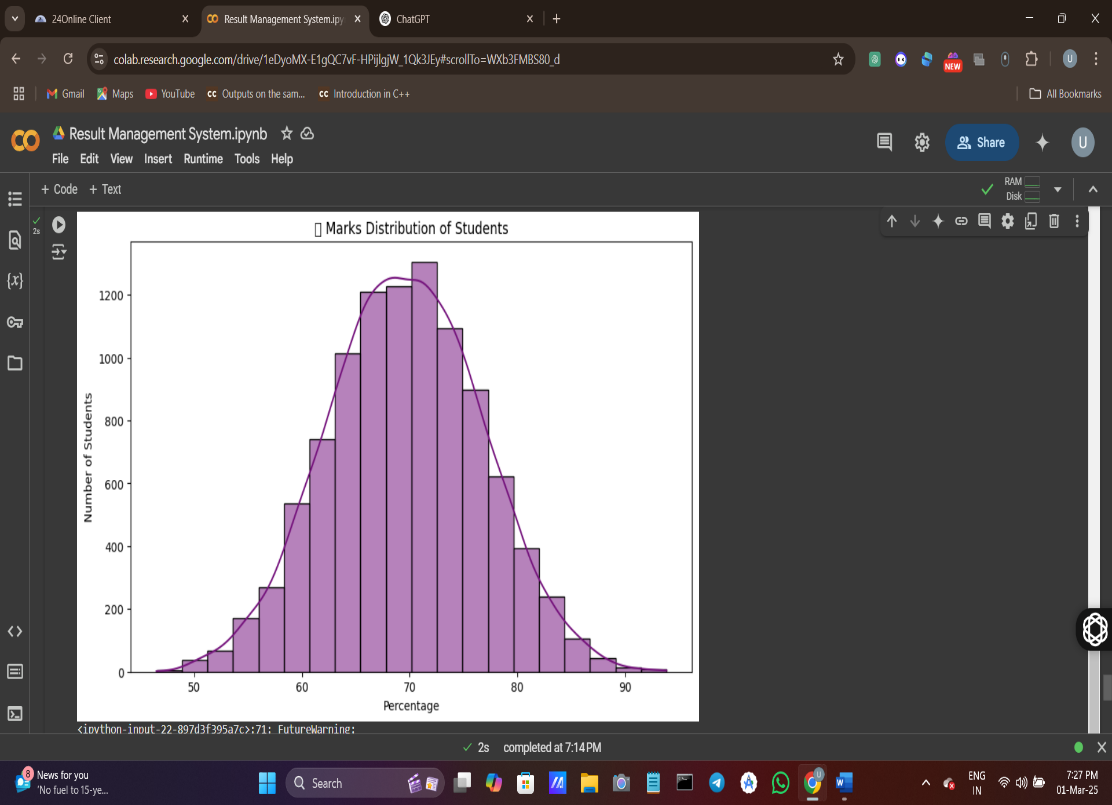 24Online Client
Result Management System.ipy
ChatGPT
colab.research.google.com/drive/1eDyoMX-E1gQC7vF-HPijlgjW_1Qk3JEy#scrollTo=WXb3FMBS80_d
NEW
U
Gmail
Maps
YouTube
Outputs on the sam...
Introduction in C++
All Bookmarks
Result Management System.ipynb
File Edit View Insert Runtime Tools Help
Share
U
+ Code + Text
RAM
Disk
2s
Marks Distribution of Students
Number of Students
1200
1000
800
600
400
200
0
50 60 70 80 90
Percentage
<ipython-input-22-897d3f395a7c>:71: FutureWarning:
2s completed at 7:14 PM
8
News for you
'No fuel to 15-ye...
Search
ENG
IN
7:27 PM
01-Mar-25